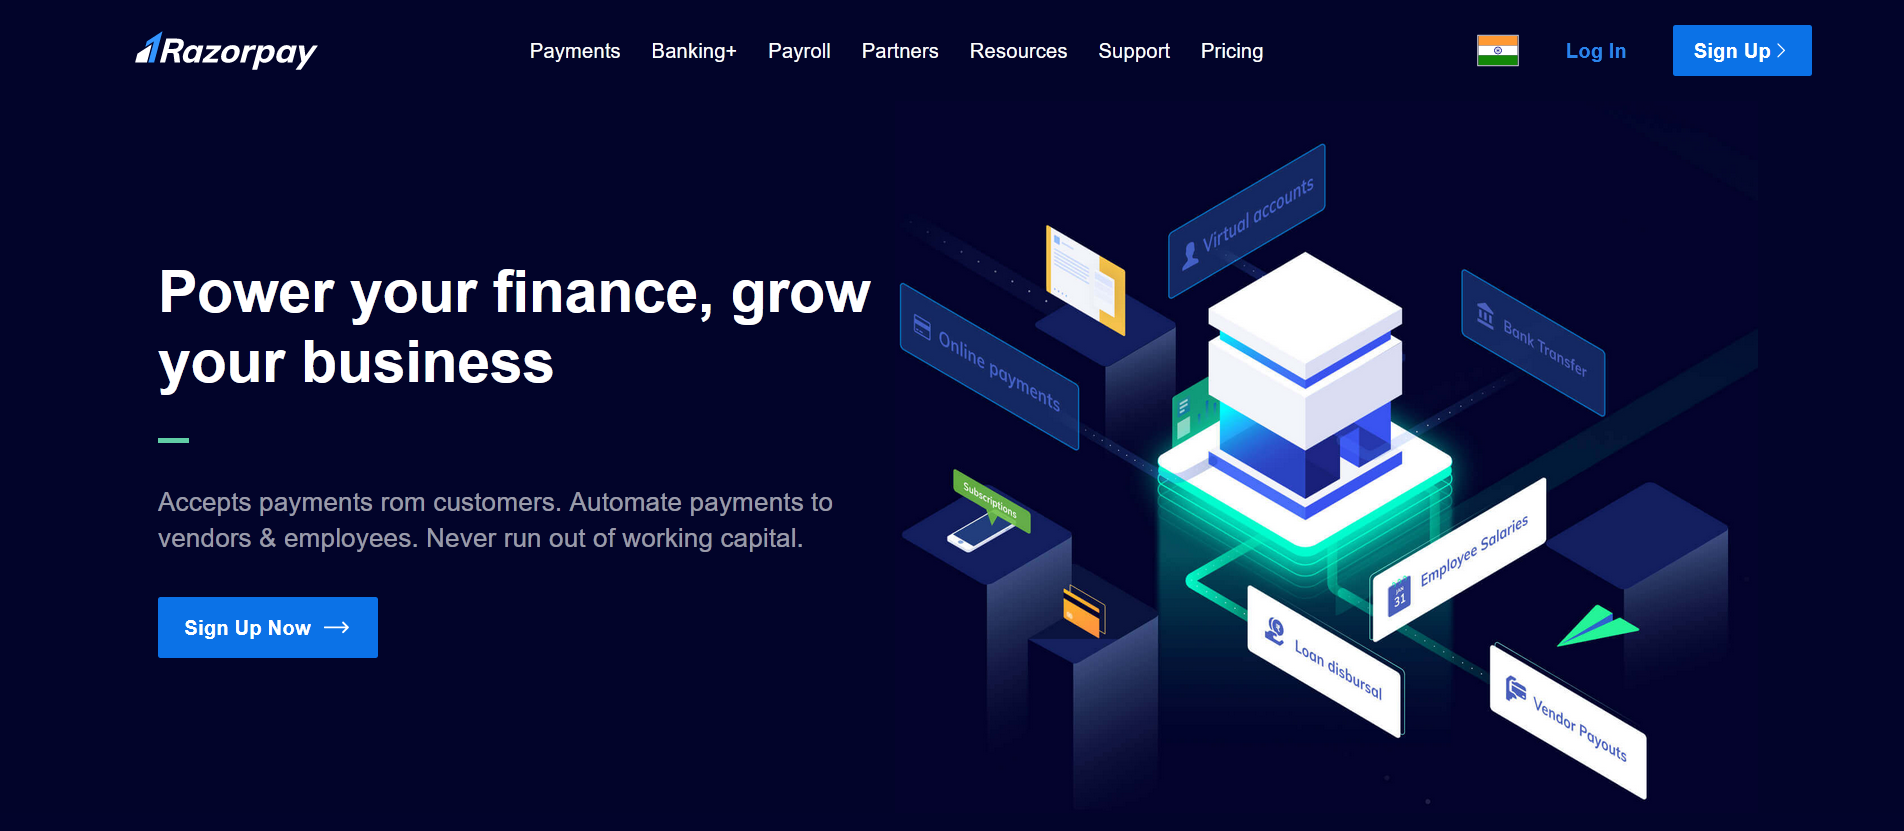 Razorpay
Payments
Banking+
Payroll
Partners
Resources
Support
Pricing
Log In
Sign Up
Power your finance, grow
your business
Accepts payments rom customers. Automate payments to
vendors & employees. Never run out of working capital.
Sign Up Now
Virtual accounts
Online payments
Bank Transfer
Subscriptions
JAN
31
Employee Salaries
Loan disbursal
Vendor Payouts